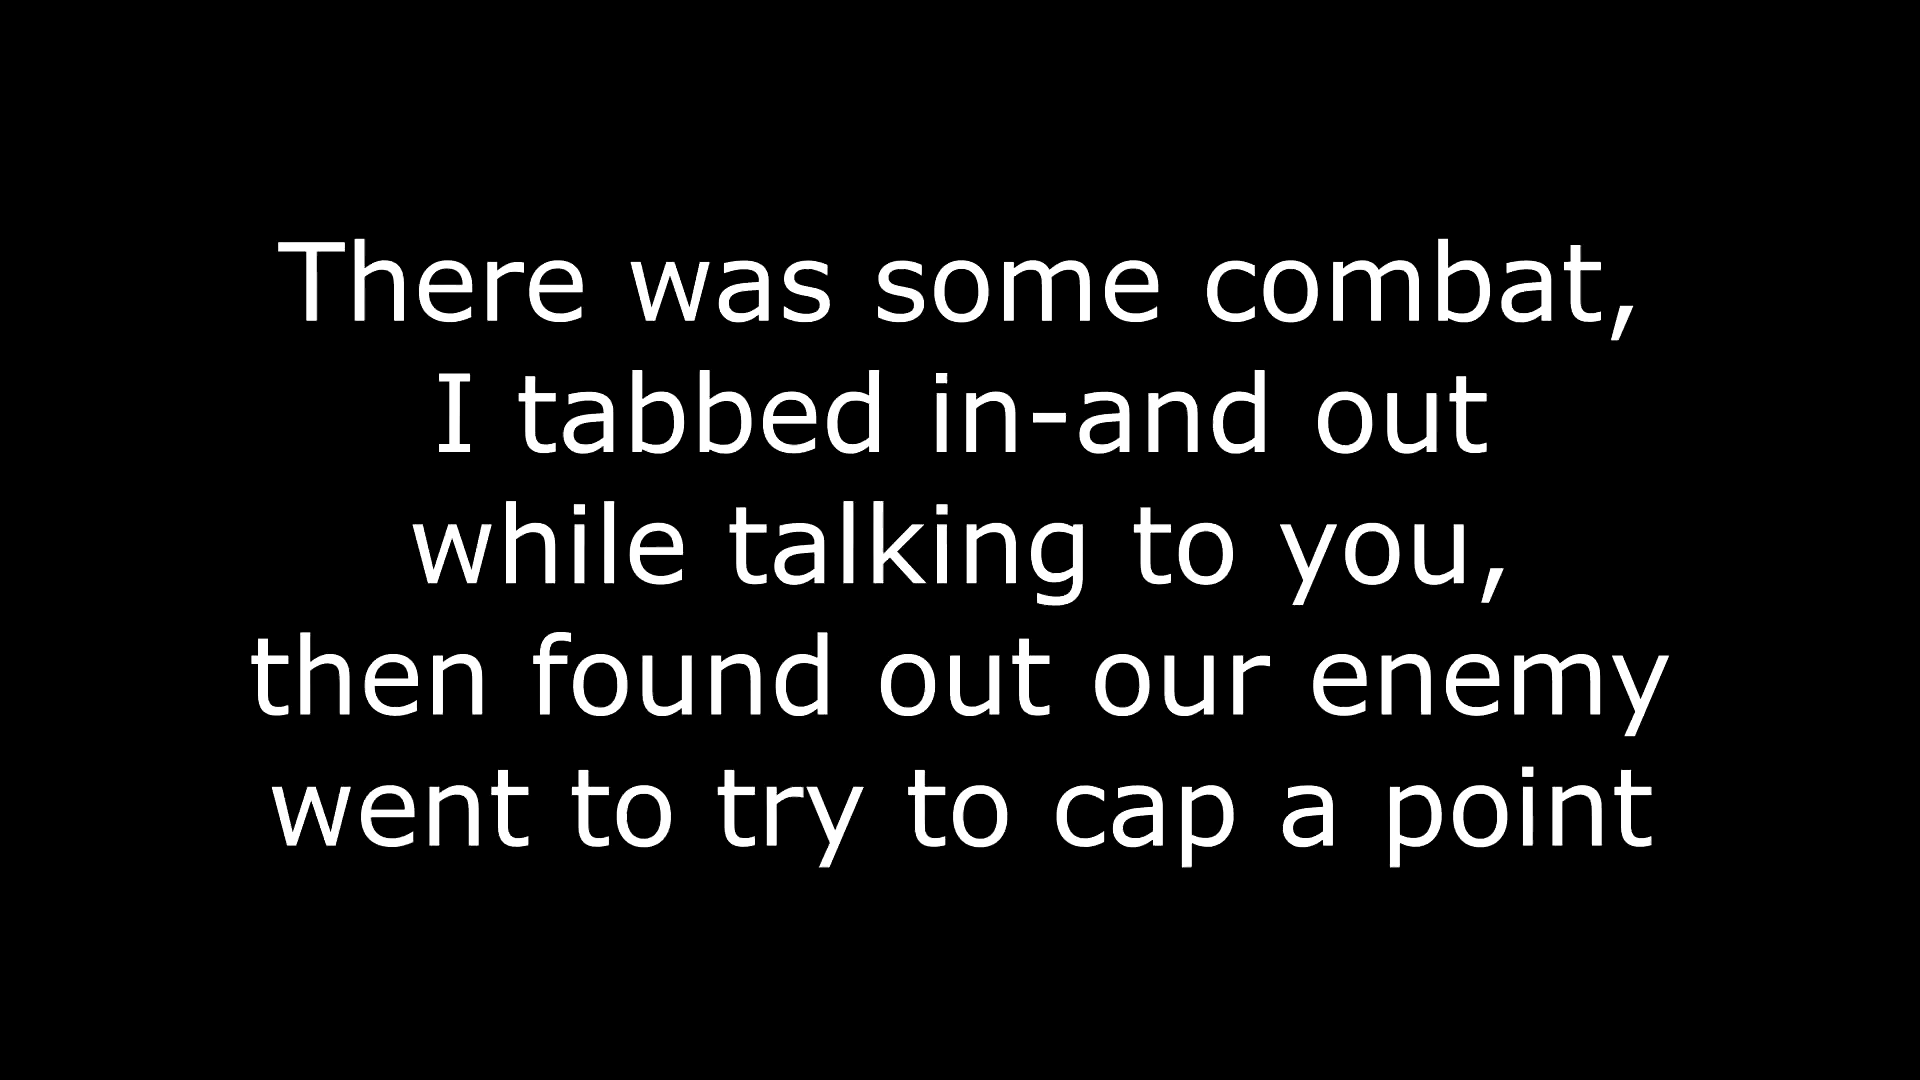 There was some combat,
I tabbed in-and out
while talking to you,
then found out our enemy
went to try to cap a point